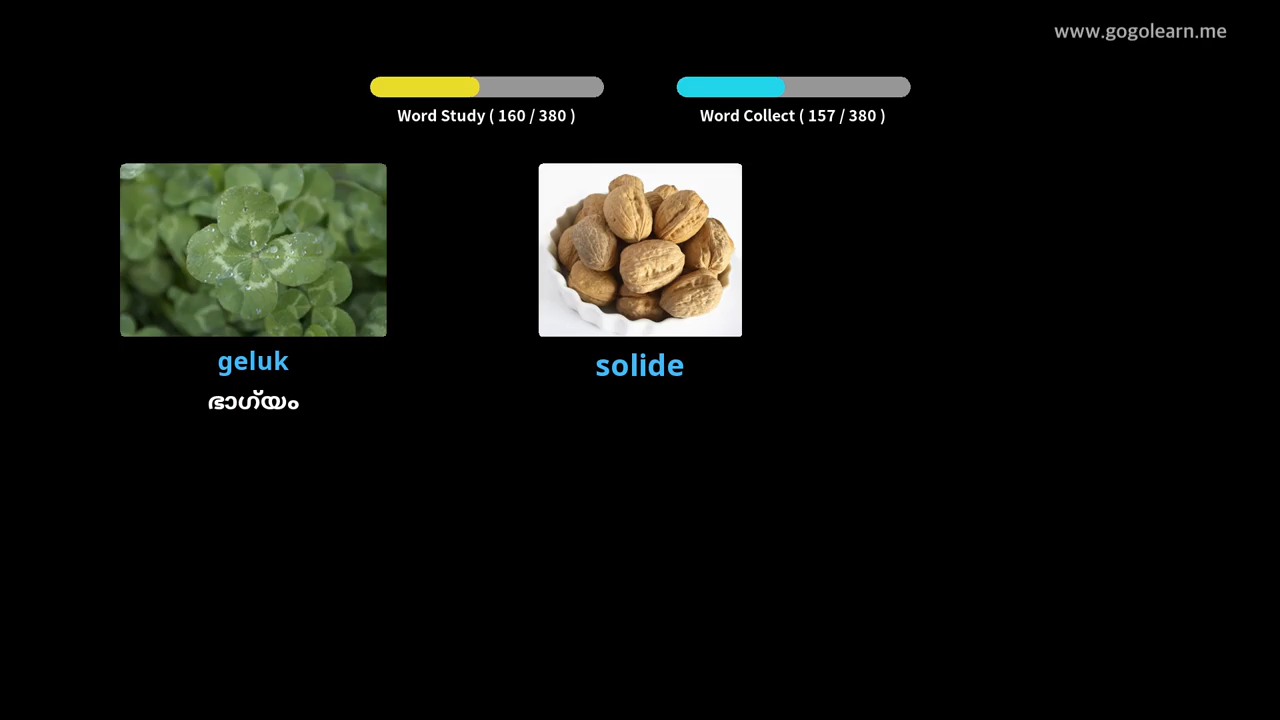 www.gogolearn.me
Word Study ( 160 / 380 )
Word Collect ( 157 / 380 )
geluk
solide
ഭാഗ്യം